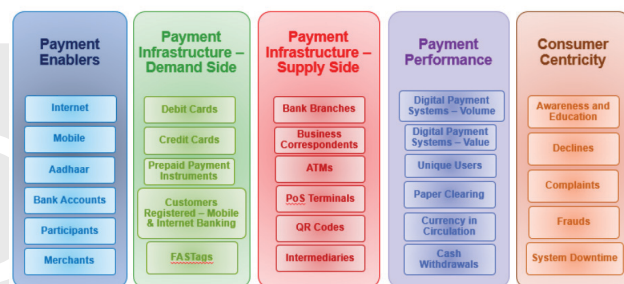 Payment
Enablers
Internet
Mobile
Aadhaar
Bank Accounts
Participants
Merchants
Payment
Infrastructure –
Demand Side
Debit Cards
Credit Cards
Prepaid Payment
Instruments
Customers
Registered – Mobile
& Internet Banking
FASTags
Payment
Infrastructure –
Supply Side
Bank Branches
Business
Correspondents
ATMs
PoS Terminals
QR Codes
Intermediaries
Payment
Performance
Digital Payment
Systems – Volume
Digital Payment
Systems – Value
Unique Users
Paper Clearing
Currency in
Circulation
Cash
Withdrawals
Consumer
Centricity
Awareness and
Education
Declines
Complaints
Frauds
System Downtime